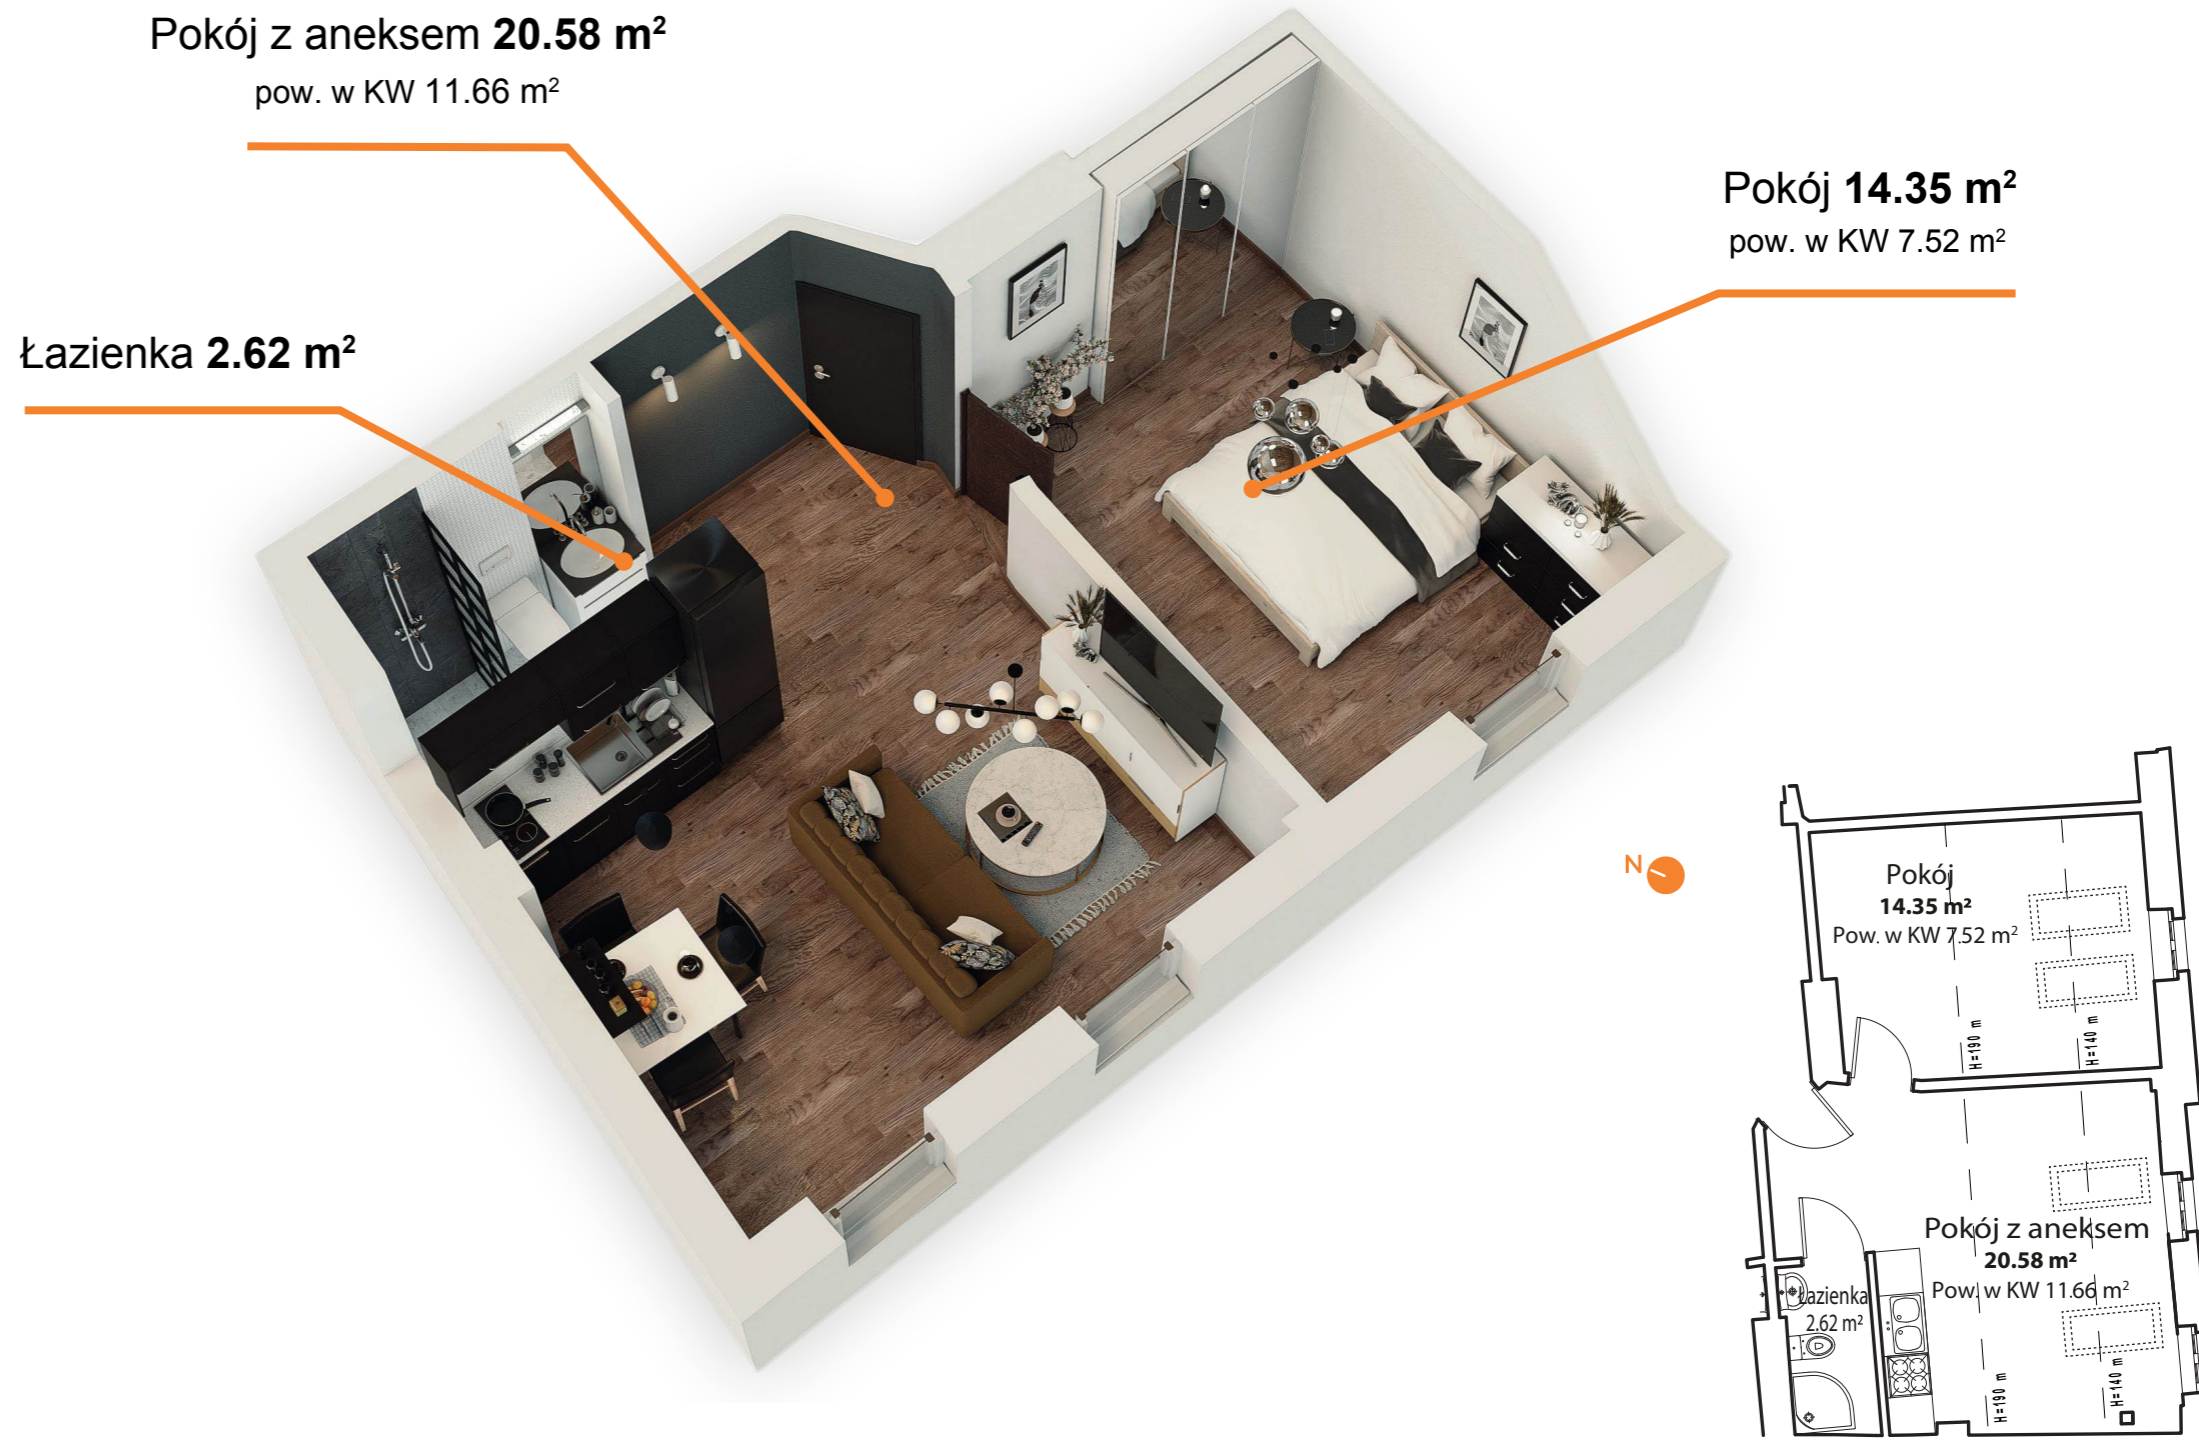 Pokój z aneksem 20.58 m²
pow. w KW 11.66 m²
Pokój 14.35 m²
pow. w KW 7.52 m²
Łazienka 2.62 m²
N
Pokój
14.35 m²
Pow. w KW 7.52 m²
H=190 m
H=140 m
Pokój z aneksem
20.58 m²
Pow. w KW 11.66 m²
Łazienka
2.62 m²
H=190 m
H=140 m